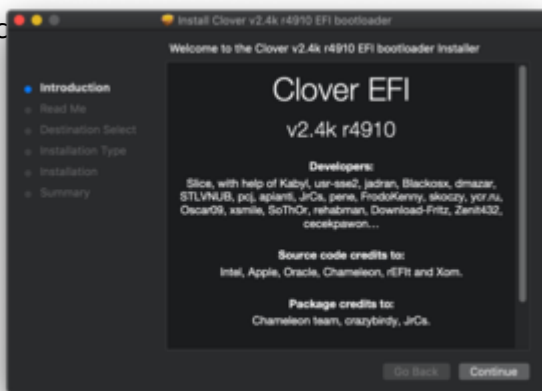 Install Clover v2.4k r4910 EFI bootloader
Welcome to the Clover v2.4k r4910 EFI bootloader Installer
Introduction
Read Me
Destination Select
Installation Type
Installation
Summary
Clover EFI
v2.4k r4910
Developers:
Slice, with help of Kabyl, usr-sse2, jadran, Blackosx, dmazar,
STLVNUB, pcj, apianti, JrCs, pene, FrodoKenny, skoczy, ycr.ru,
Oscar09, xsmile, SoThOr, rehabman, Download-Fritz, Zenit432,
cecekpawon...
Source code credits to:
Intel, Apple, Oracle, Chameleon, rEFIt and Xom.
Package credits to:
Chameleon team, crazybirdy, JrCs.
Go Back
Continue